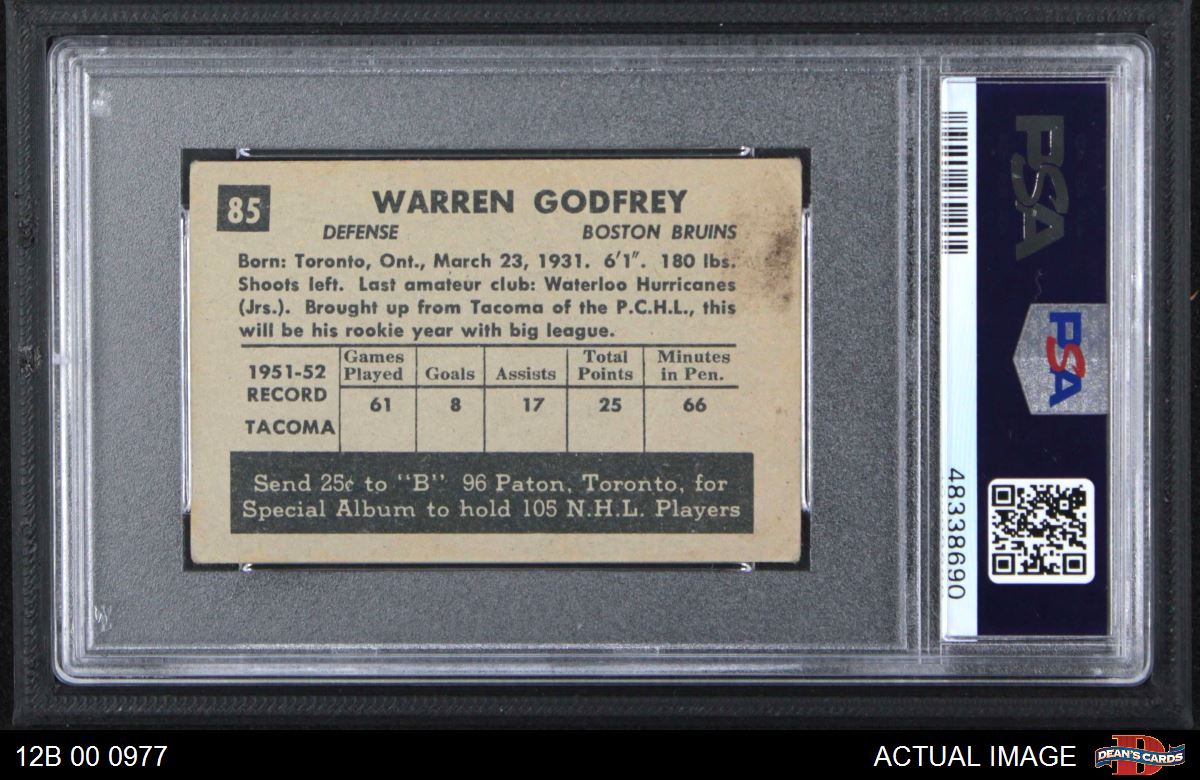 85
WARREN GODFREY
DEFENSE BOSTON BRUINS
Born: Toronto, Ont., March 23, 1931. 6'1". 180 lbs.
Shoots left. Last amateur club: Waterloo Hurricanes
(Jrs.). Brought up from Tacoma of the P.C.H.L., this
will be his rookie year with big league.
1951-52 RECORD TACOMA
Games Played Goals Assists Total Points Minutes in Pen.
61 8 17 25 66
Send 25¢ to "B" 96 Paton, Toronto, for
Special Album to hold 105 N.H.L. Players
PSA
PSA
48338690
12B 00 0977
ACTUAL IMAGE
D
DEAN'S CARDS